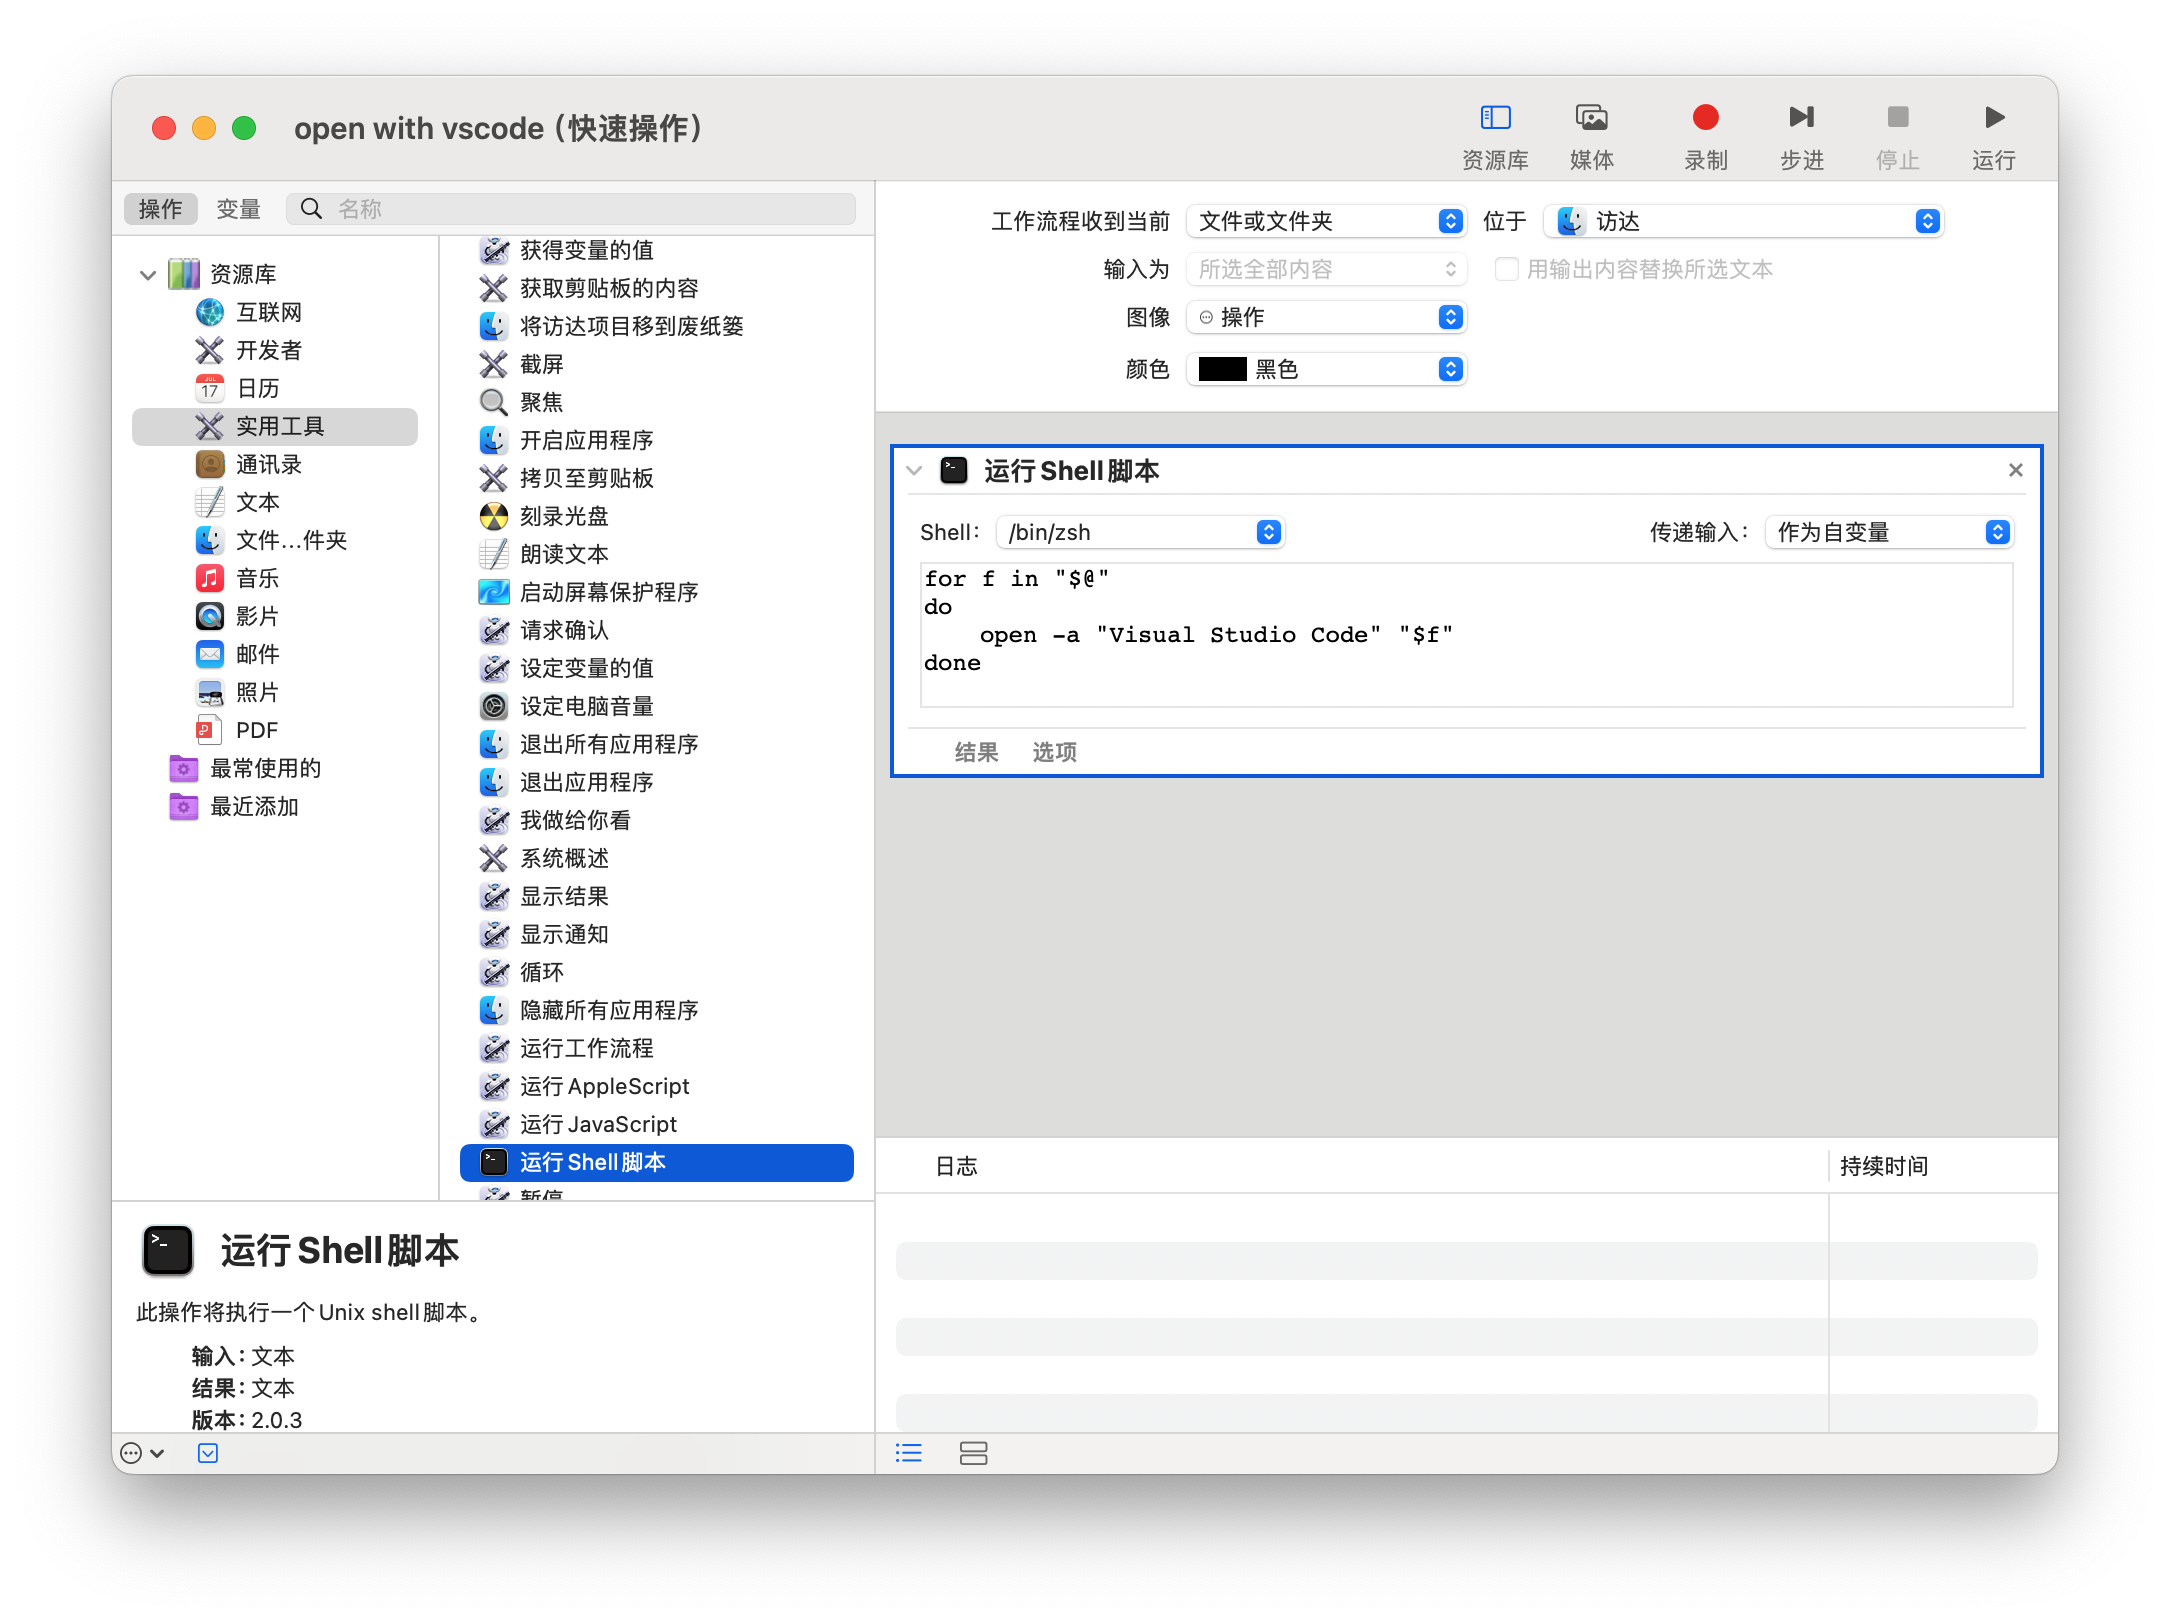 open with vscode (快速操作)
资源库
媒体
录制
步进
停止
运行
操作
变量
名称
资源库
互联网
开发者
JUL
17
日历
实用工具
通讯录
文本
文件...件夹
音乐
影片
邮件
照片
PDF
最常使用的
最近添加
获得变量的值
获取剪贴板的内容
将访达项目移到废纸篓
截屏
聚焦
开启应用程序
拷贝至剪贴板
刻录光盘
朗读文本
启动屏幕保护程序
请求确认
设定变量的值
设定电脑音量
退出所有应用程序
退出应用程序
我做给你看
系统概述
显示结果
显示通知
循环
隐藏所有应用程序
运行工作流程
运行 AppleScript
运行 JavaScript
运行 Shell 脚本
暂停
运行 Shell 脚本
此操作将执行一个 Unix shell 脚本。
输入：文本
结果：文本
版本：2.0.3
工作流程收到当前 文件或文件夹 位于 访达
输入为 所选全部内容 用输出内容替换所选文本
图像 操作
颜色 黑色
运行 Shell 脚本
Shell： /bin/zsh 传递输入： 作为自变量
for f in "$@"
do
    open -a "Visual Studio Code" "$f"
done
结果 选项
日志 持续时间